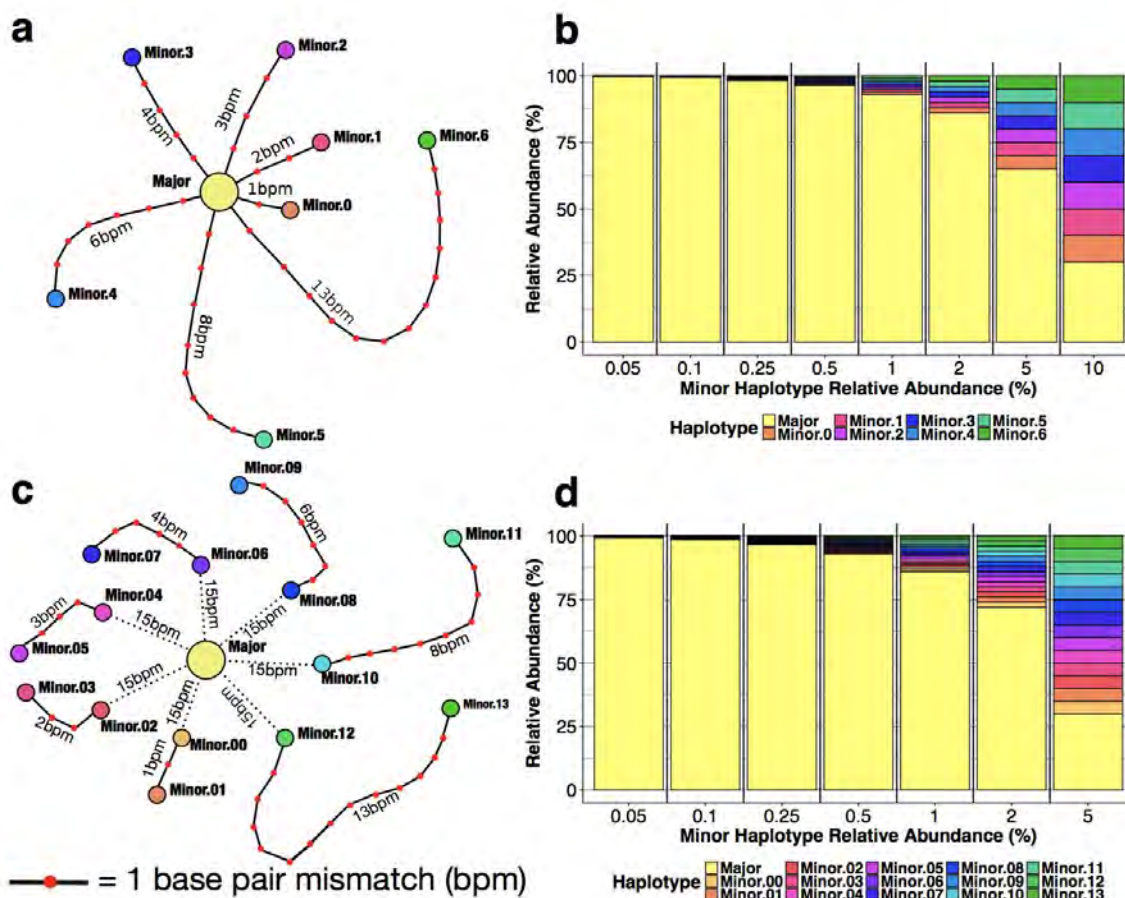 a
Minor.3
Minor.2
4bpm
3bpm
Minor.1
2bpm
Minor.6
Major
1bpm
Minor.0
6bpm
Minor.4
13bpm
8bpm
Minor.5
b
Relative Abundance (%)
100
75
50
25
0
0.05 0.1 0.25 0.5 1 2 5 10
Minor Haplotype Relative Abundance (%)
Haplotype
Major Minor.1 Minor.3 Minor.5
Minor.0 Minor.2 Minor.4 Minor.6
c
Minor.09
4bpm
6bpm
Minor.11
Minor.07
Minor.06
Minor.04
15bpm
Minor.08
3bpm
15bpm
15bpm
Major
8bpm
Minor.05
15bpm
Minor.10
Minor.03
15bpm
15bpm
15bpm
Minor.13
Minor.02
2bpm
Minor.00
Minor.12
1bpm
Minor.01
13bpm
= 1 base pair mismatch (bpm)
d
Relative Abundance (%)
100
75
50
25
0
0.05 0.1 0.25 0.5 1 2 5
Minor Haplotype Relative Abundance (%)
Haplotype
Major Minor.02 Minor.05 Minor.08 Minor.11
Minor.00 Minor.03 Minor.06 Minor.09 Minor.12
Minor.01 Minor.04 Minor.07 Minor.10 Minor.13